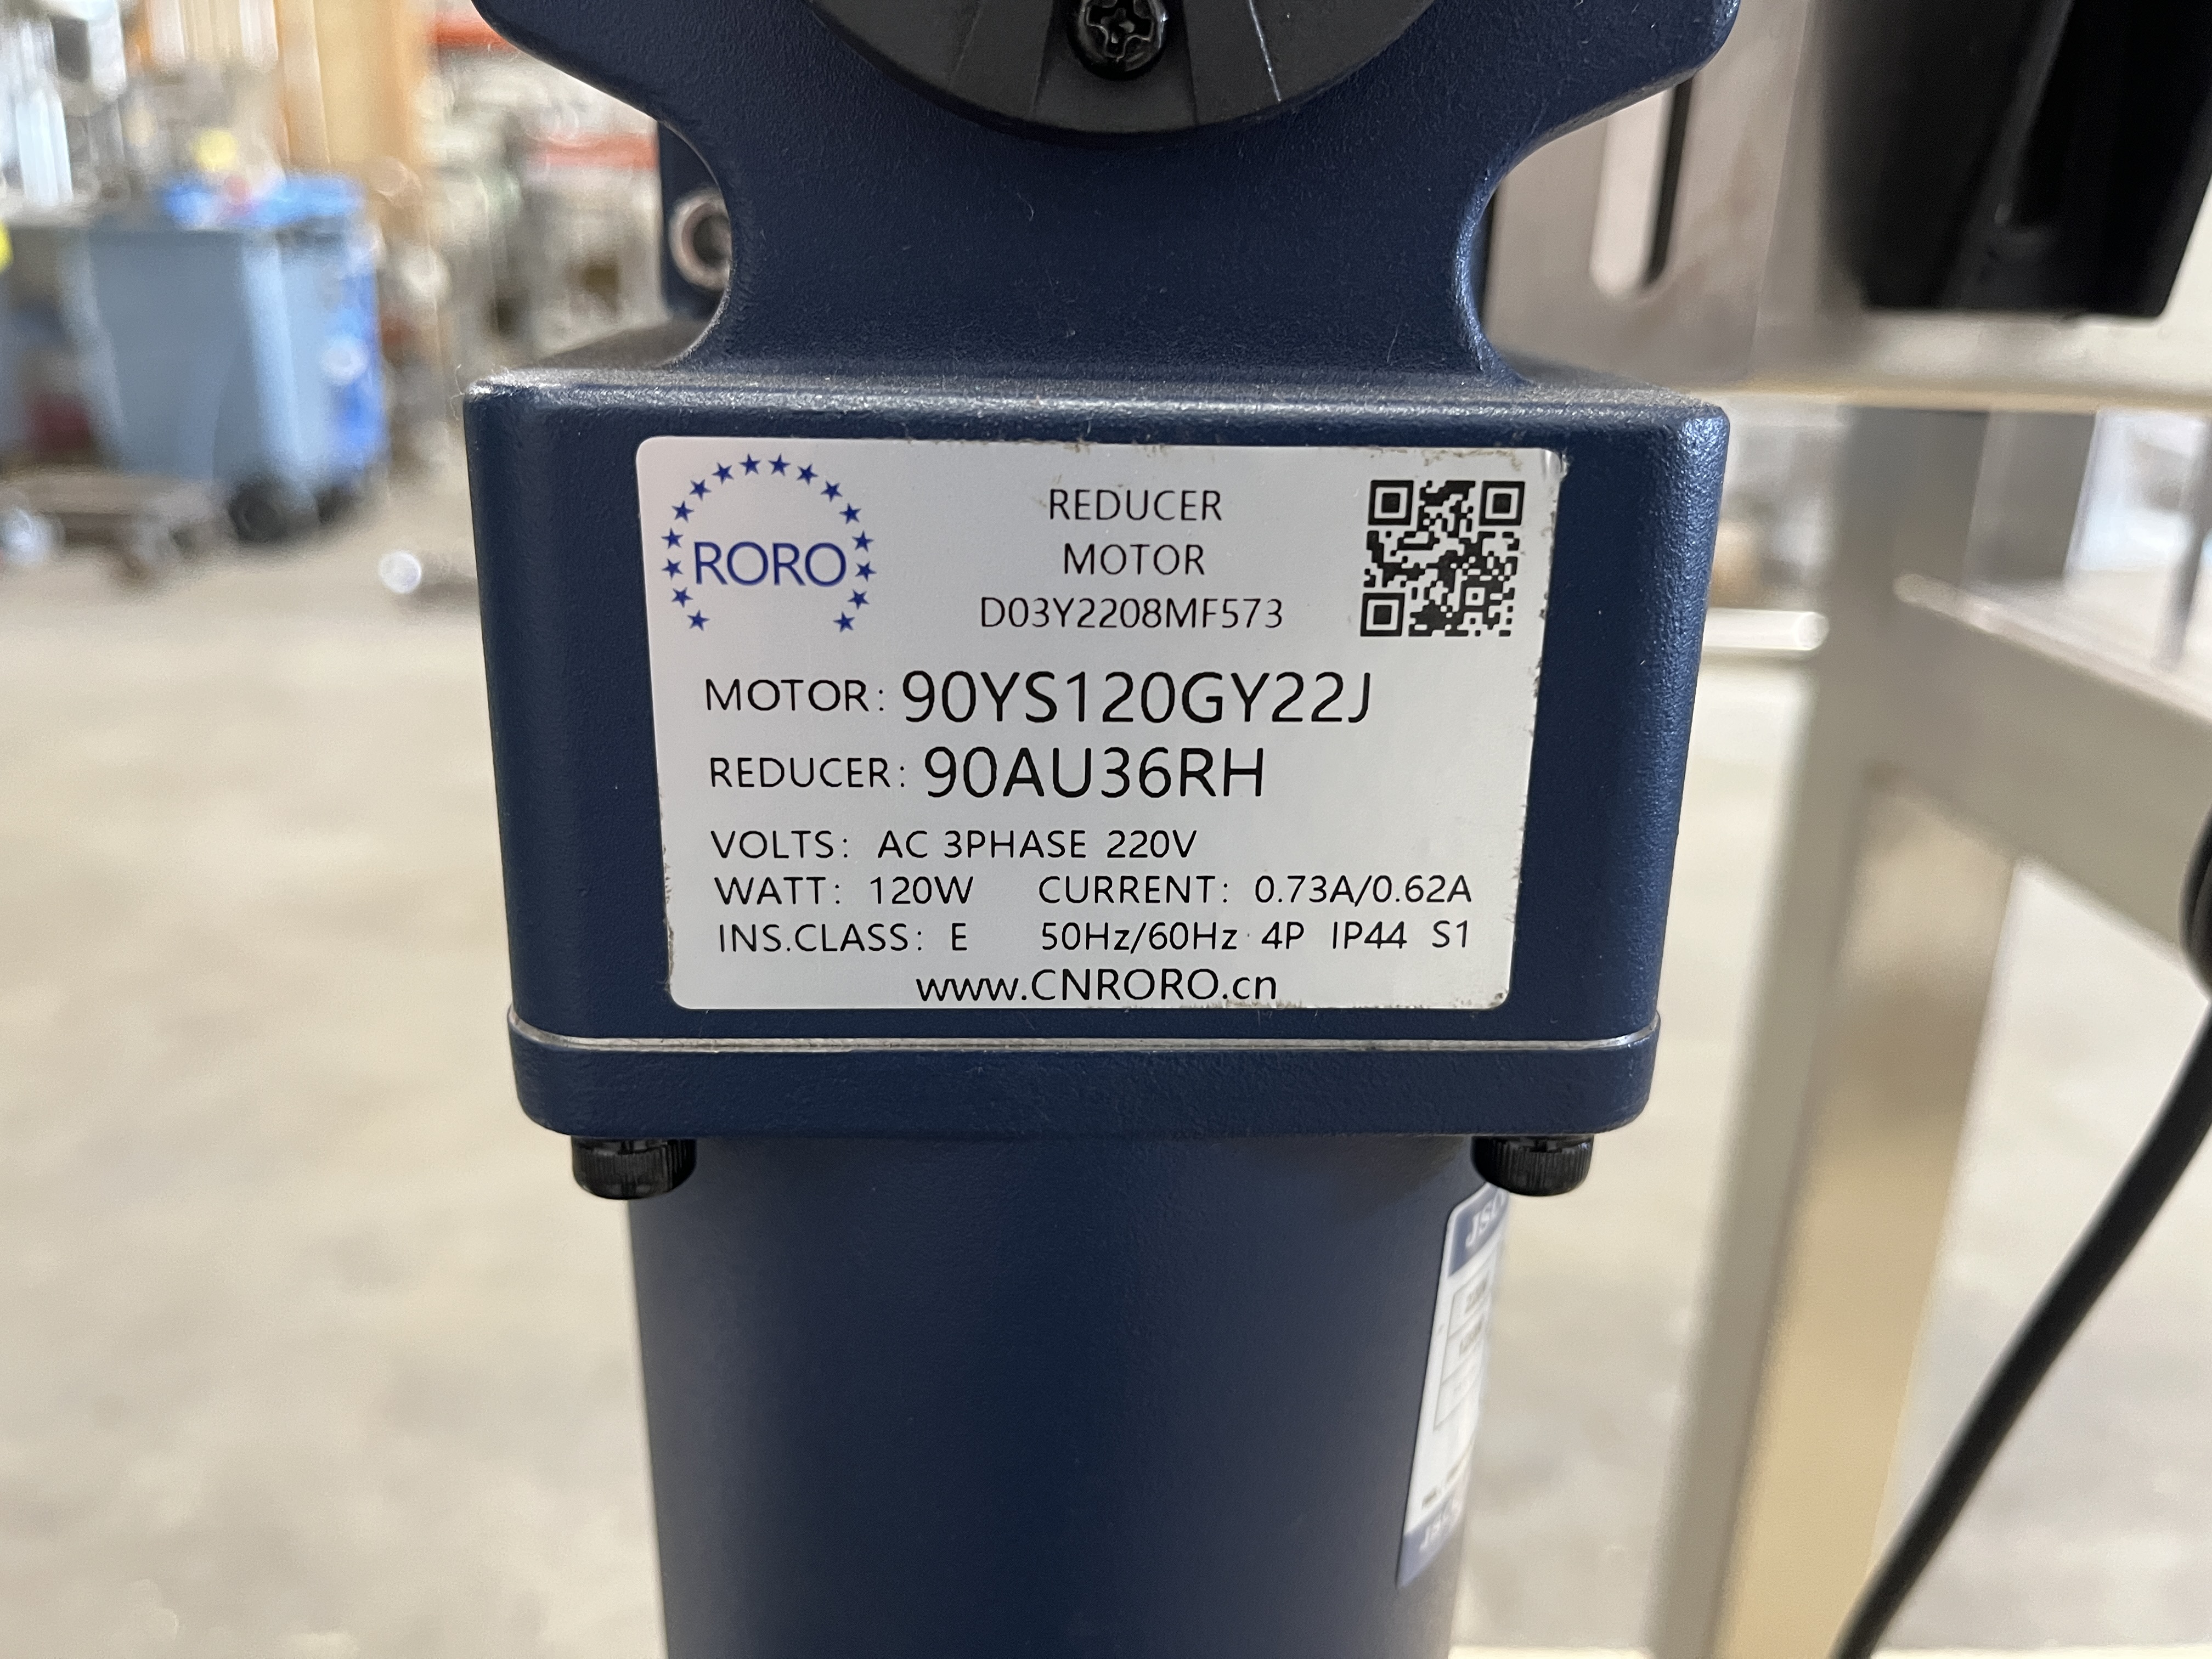 RORO
REDUCER
MOTOR
D03Y2208MF573
MOTOR: 90YS120GY22J
REDUCER: 90AU36RH
VOLTS: AC 3PHASE 220V
WATT: 120W CURRENT: 0.73A/0.62A
INS.CLASS: E 50Hz/60Hz 4P IP44 S1
www.CNRORO.cn